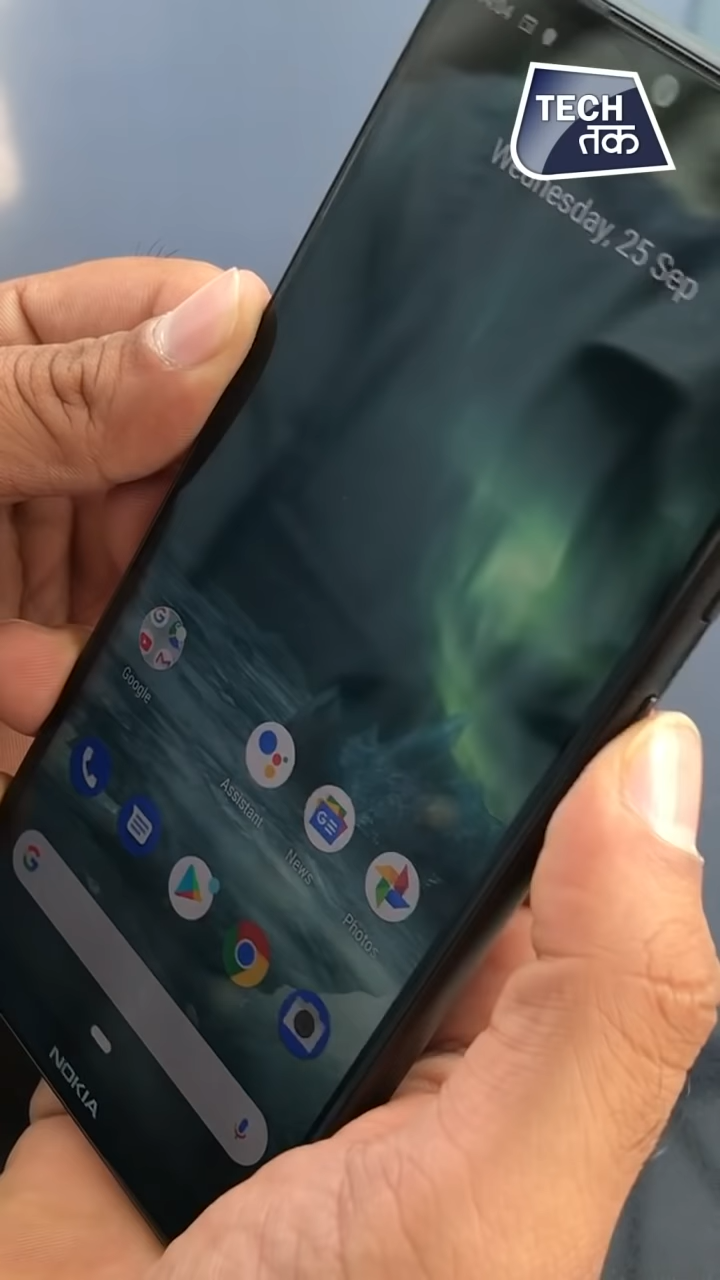 TECH
तक
Wednesday, 25 Sep
Google
Assistant
News
Photos
NOKIA